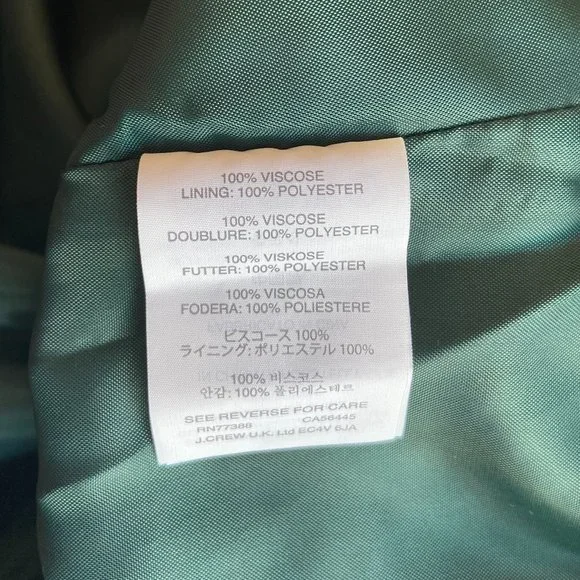 100% VISCOSE
LINING: 100% POLYESTER
100% VISCOSE
DOUBLURE: 100% POLYESTER
100% VISKOSE
FUTTER: 100% POLYESTER
100% VISCOSA
FODERA: 100% POLIESTERE
ビスコース 100%
ライニング: ポリエステル 100%
100% 비스코스
안감: 100% 폴리에스테르
SEE REVERSE FOR CARE
RN77388 CA56445
J.CREW U.K. Ltd EC4V 6JA